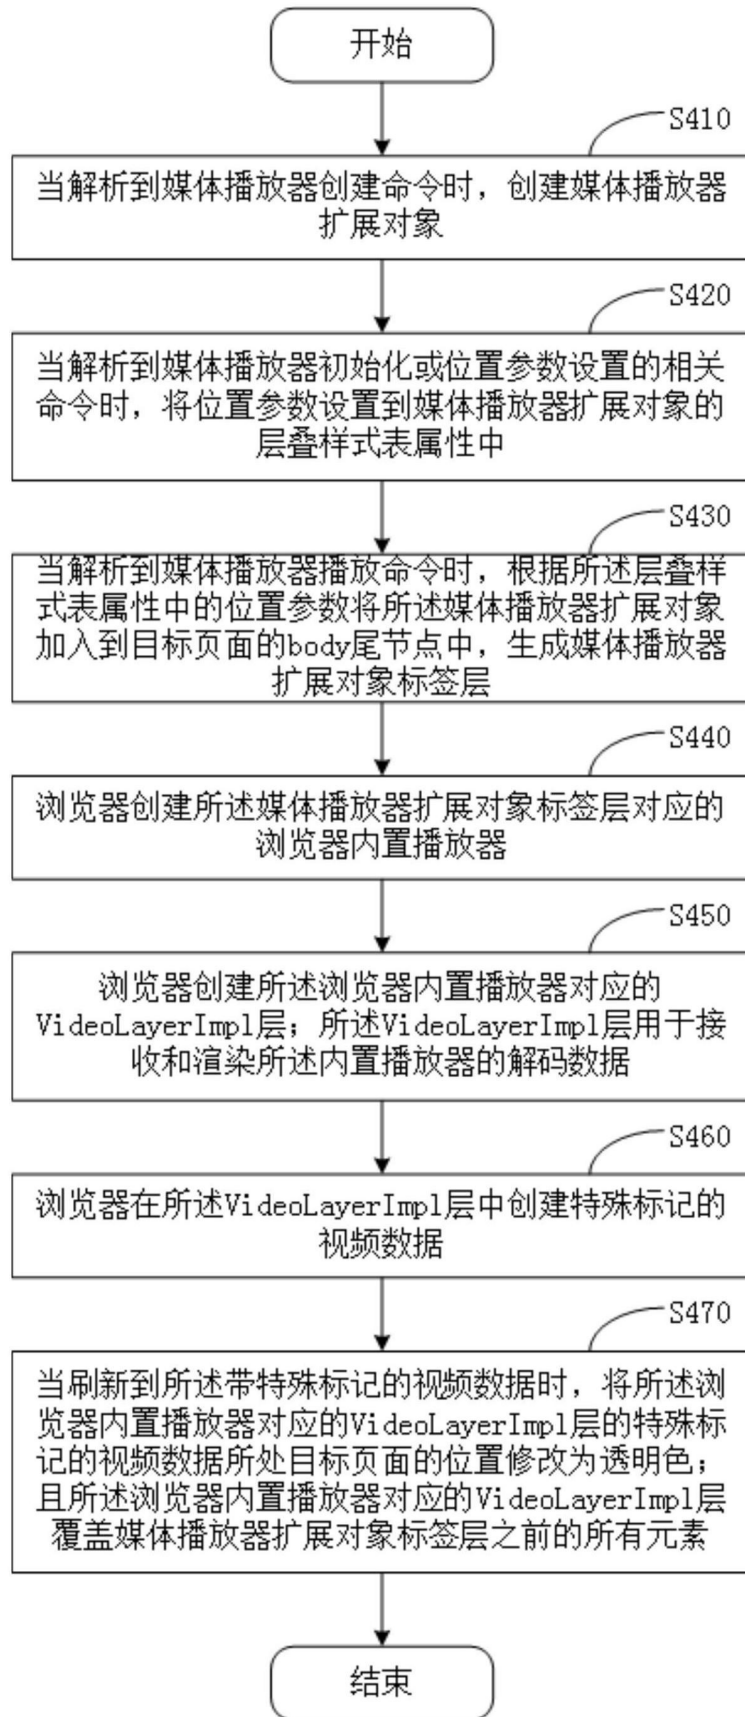 开始
S410
当解析到媒体播放器创建命令时，创建媒体播放器
扩展对象
S420
当解析到媒体播放器初始化或位置参数设置的相关
命令时，将位置参数设置到媒体播放器扩展对象的
层叠样式表属性中
S430
当解析到媒体播放器播放命令时，根据所述层叠样
式表属性中的位置参数将所述媒体播放器扩展对象
加入到目标页面的body尾节点中，生成媒体播放器
扩展对象标签层
S440
浏览器创建所述媒体播放器扩展对象标签层对应的
浏览器内置播放器
S450
浏览器创建所述浏览器内置播放器对应的
VideoLayerImpl层；所述VideoLayerImpl层用于接
收和渲染所述内置播放器的解码数据
S460
浏览器在所述VideoLayerImpl层中创建特殊标记的
视频数据
S470
当刷新到所述带特殊标记的视频数据时，将所述浏
览器内置播放器对应的VideoLayerImpl层的特殊标
记的视频数据所处目标页面的位置修改为透明色；
且所述浏览器内置播放器对应的VideoLayerImpl层
覆盖媒体播放器扩展对象标签层之前的所有元素
结束